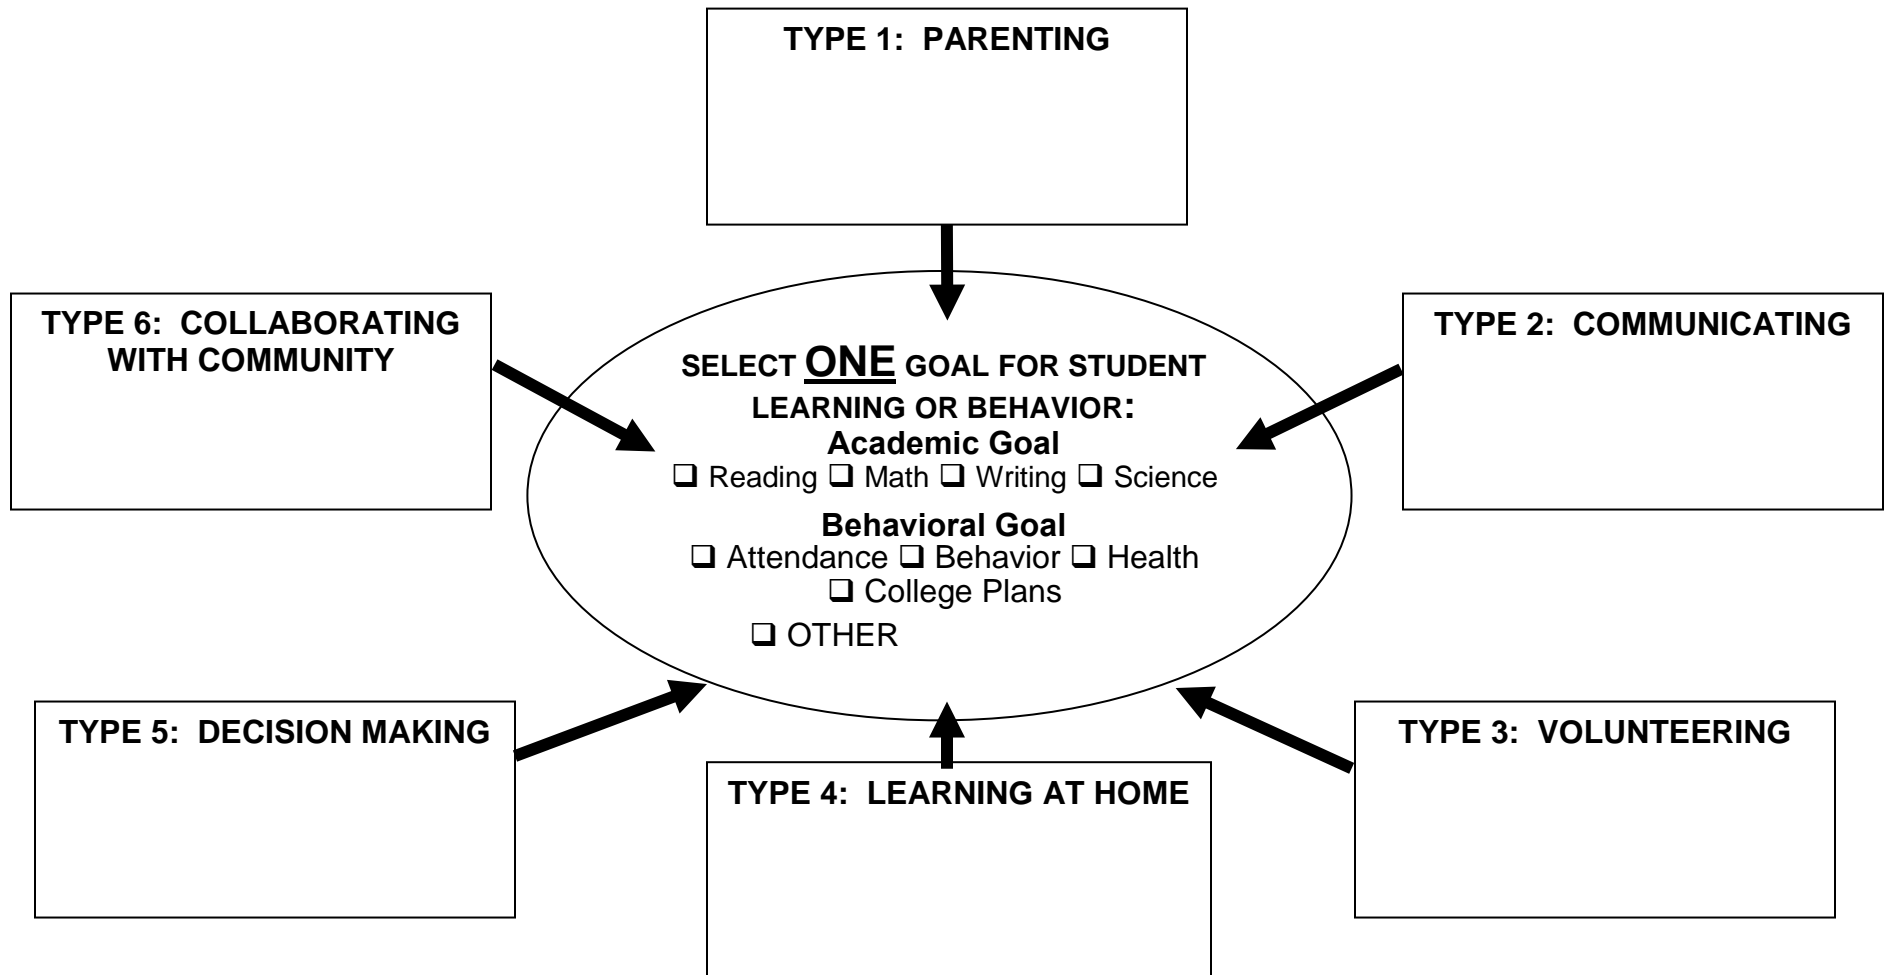 TYPE 1: PARENTING
TYPE 6: COLLABORATING
WITH COMMUNITY
TYPE 2: COMMUNICATING
SELECT ONE GOAL FOR STUDENT
LEARNING OR BEHAVIOR:
Academic Goal
❑ Reading ❑ Math ❑ Writing ❑ Science
Behavioral Goal
❑ Attendance ❑ Behavior ❑ Health
❑ College Plans
❑ OTHER
TYPE 5: DECISION MAKING
TYPE 4: LEARNING AT HOME
TYPE 3: VOLUNTEERING